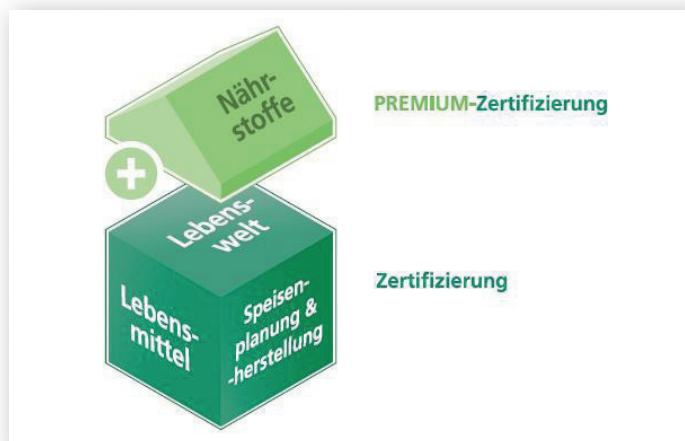 Nähr-
stoffe
PREMIUM-Zertifizierung
+
Lebens-
welt
Lebens-
mittel
Speisen-
planung &
-herstellung
Zertifizierung